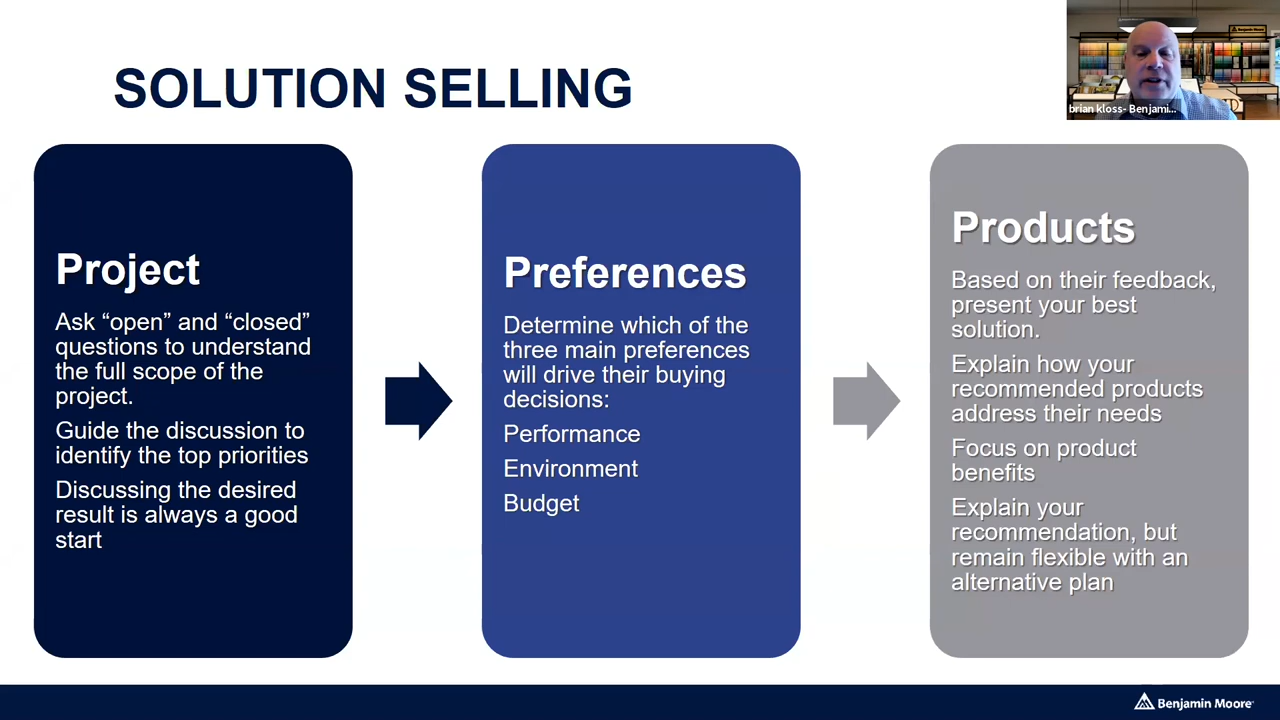 SOLUTION SELLING
Benjamin Moore
brian kloss- Benjami...
Project
Ask “open” and “closed”
questions to understand
the full scope of the
project.
Guide the discussion to
identify the top priorities
Discussing the desired
result is always a good
start
Preferences
Determine which of the
three main preferences
will drive their buying
decisions:
Performance
Environment
Budget
Products
Based on their feedback,
present your best
solution.
Explain how your
recommended products
address their needs
Focus on product
benefits
Explain your
recommendation, but
remain flexible with an
alternative plan
Benjamin Moore®